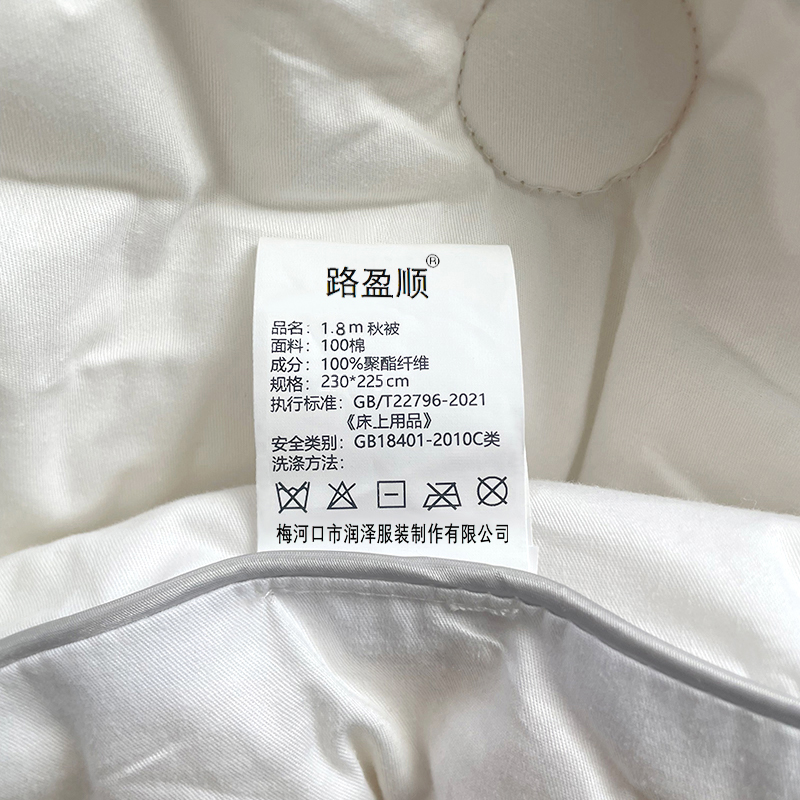 路盈顺®
品名：1.8m秋被
面料：100棉
成分：100%聚酯纤维
规格：230*225cm
执行标准：GB/T22796-2021
《床上用品》
安全类别：GB18401-2010C类
洗涤方法：
梅河口市润泽服装制作有限公司